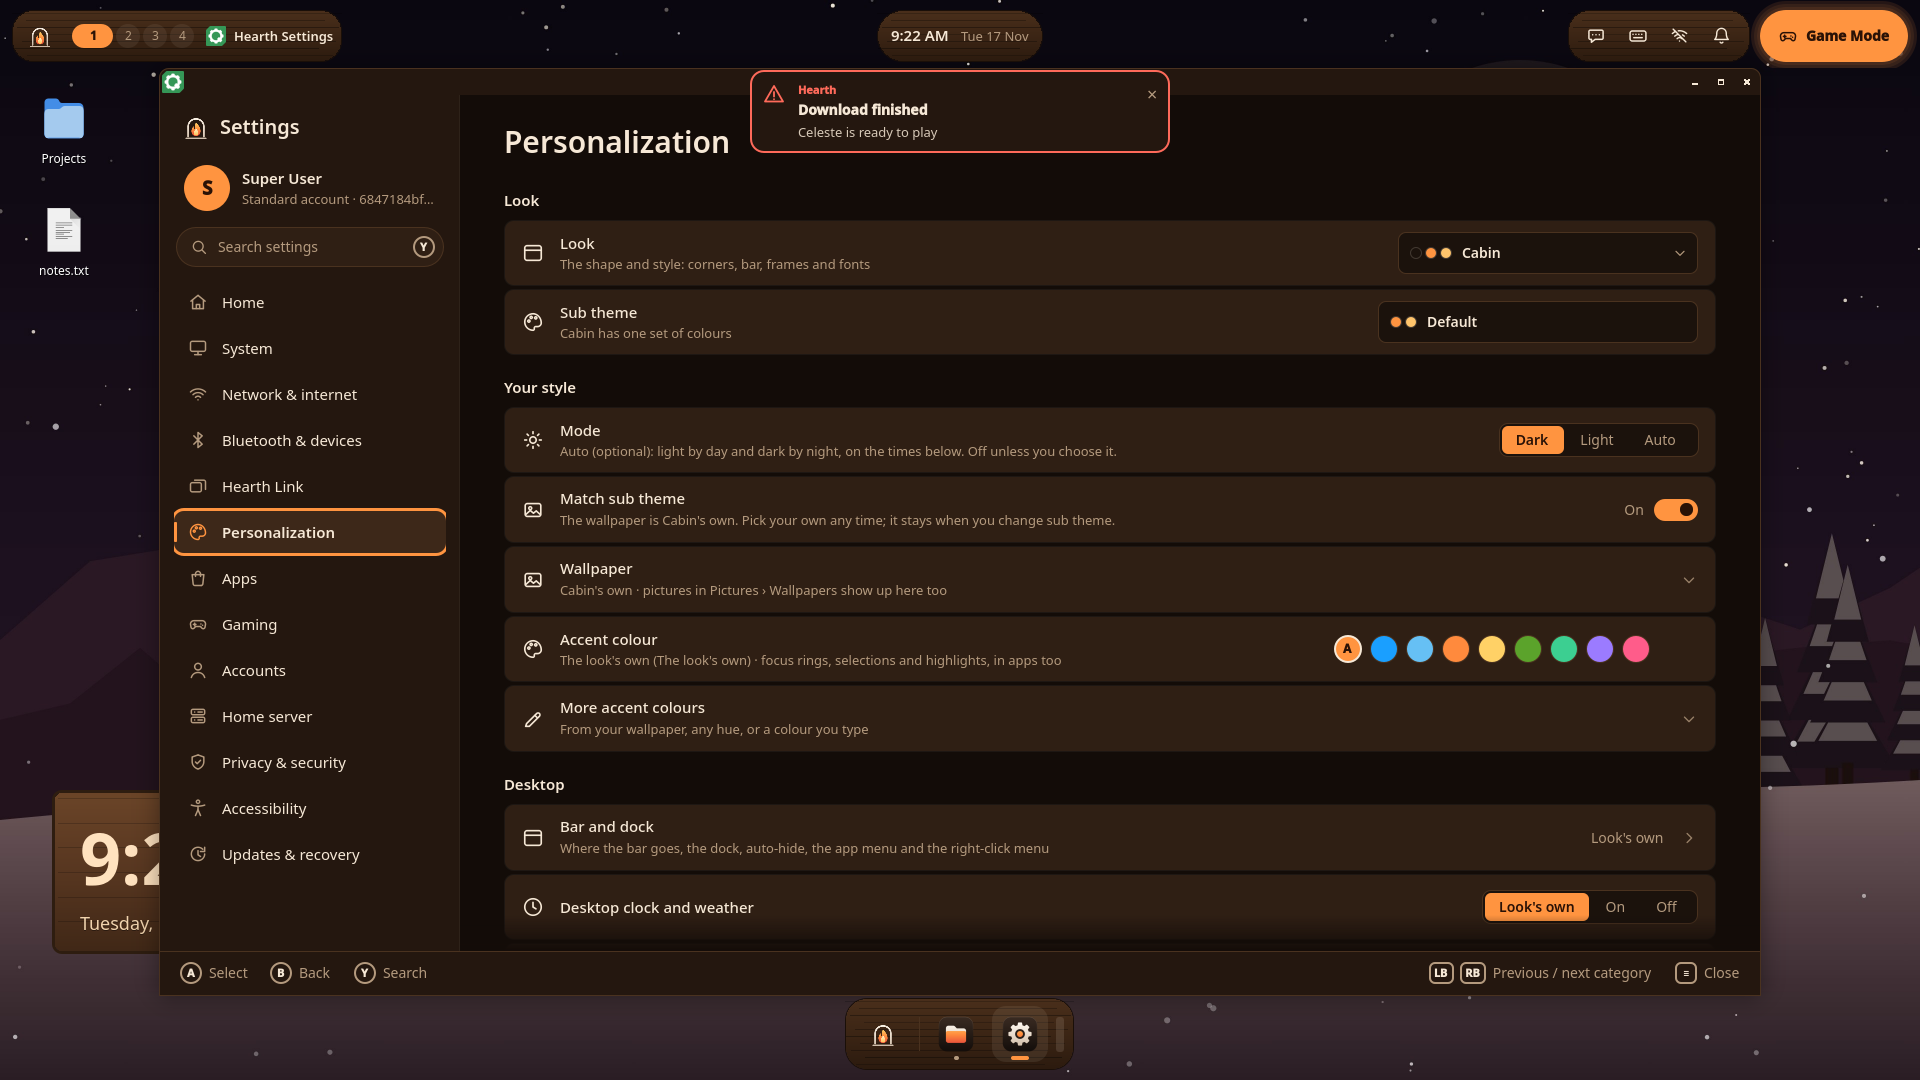 1 2 3 4 Hearth Settings
9:22 AM Tue 17 Nov
Game Mode
Hearth
Download finished
Celeste is ready to play
Projects
notes.txt
9:2
Tuesday,
Settings
S
Super User
Standard account · 6847184bf...
Search settings Y
Home
System
Network & internet
Bluetooth & devices
Hearth Link
Personalization
Apps
Gaming
Accounts
Home server
Privacy & security
Accessibility
Updates & recovery
Personalization
Look
Look
The shape and style: corners, bar, frames and fonts
Cabin
Sub theme
Cabin has one set of colours
Default
Your style
Mode
Auto (optional): light by day and dark by night, on the times below. Off unless you choose it.
Dark Light Auto
Match sub theme
The wallpaper is Cabin's own. Pick your own any time; it stays when you change sub theme.
On
Wallpaper
Cabin's own · pictures in Pictures › Wallpapers show up here too
Accent colour
The look's own (The look's own) · focus rings, selections and highlights, in apps too
A
More accent colours
From your wallpaper, any hue, or a colour you type
Desktop
Bar and dock
Where the bar goes, the dock, auto-hide, the app menu and the right-click menu
Look's own
Desktop clock and weather
Look's own On Off
A Select B Back Y Search
LB RB Previous / next category ≡ Close